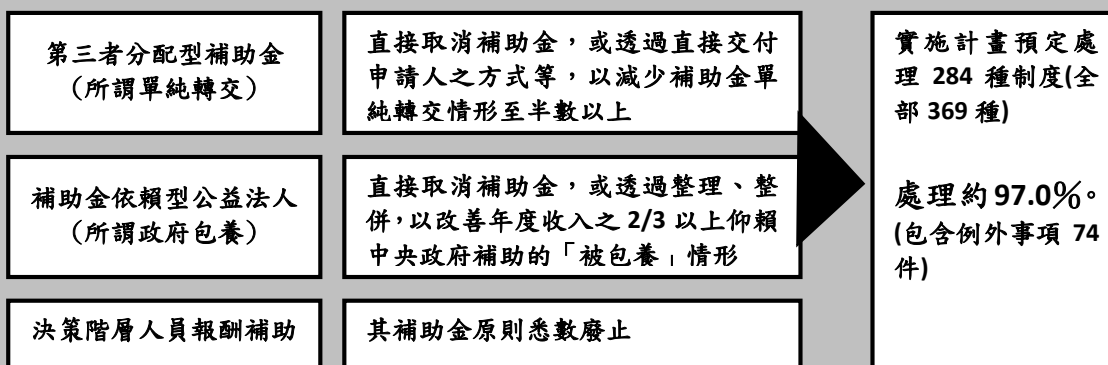 第三者分配型補助金
（所謂單純轉交）
直接取消補助金，或透過直接交付
申請人之方式等，以減少補助金單
純轉交情形至半數以上
補助金依賴型公益法人
（所謂政府包養）
直接取消補助金，或透過整理、整
併，以改善年度收入之 2/3 以上仰賴
中央政府補助的「被包養」情形
決策階層人員報酬補助
其補助金原則悉數廢止
實施計畫預定處
理 284 種制度(全
部 369 種)
處理約 97.0％。
(包含例外事項 74
件)